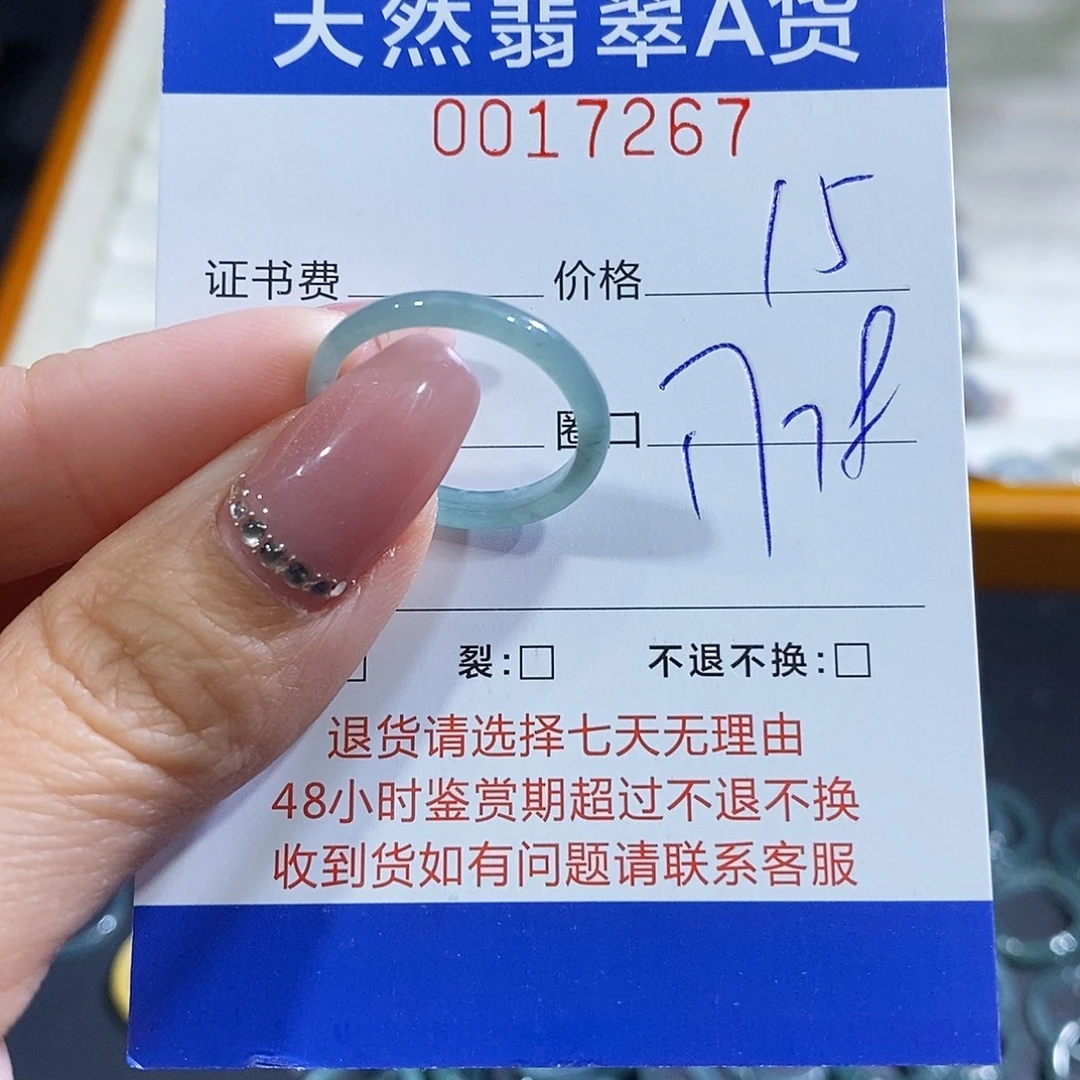 天然翡翠A货
0017267
15
证书费 价格
圈口
裂:□ 不退不换:□
退货请选择七天无理由
48小时鉴赏期超过不退不换
收到货如有问题请联系客服